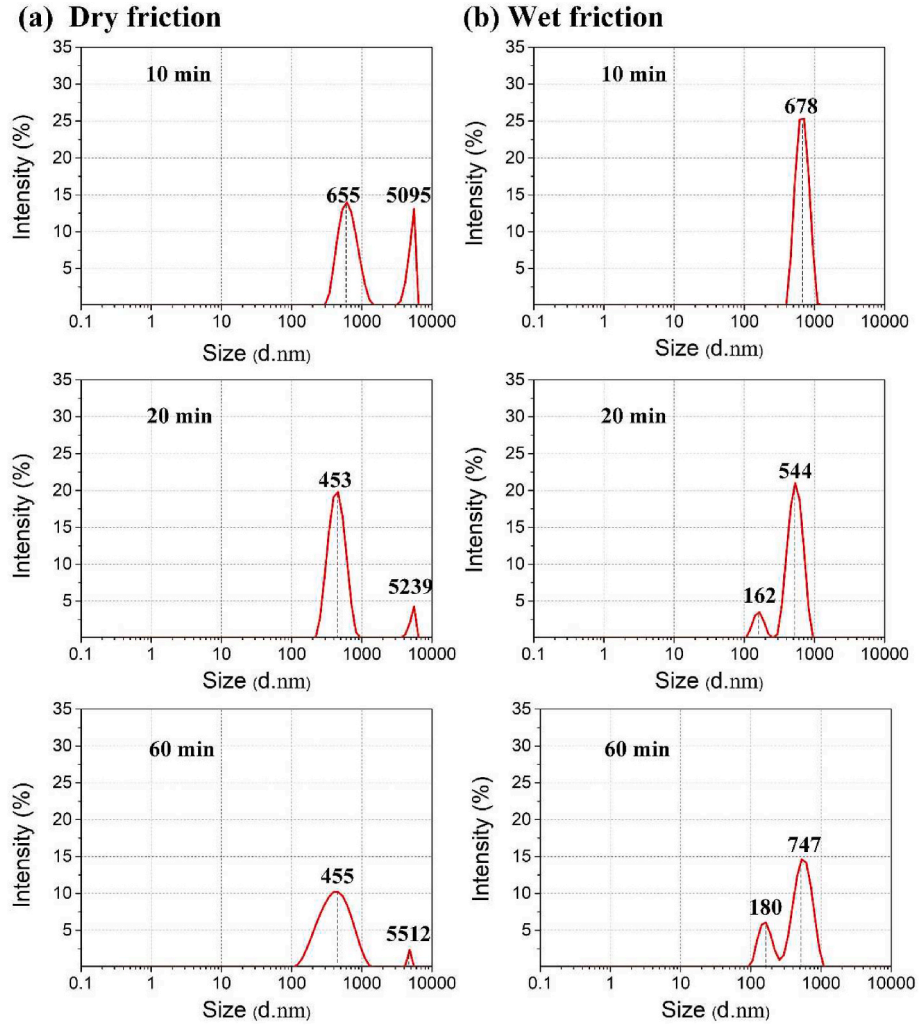 (a) Dry friction
35
30
25
20
15
10
5
Intensity (%)
10 min
655
5095
0.1 1 10 100 1000 10000
Size (d.nm)
35
30
25
20
15
10
5
Intensity (%)
20 min
453
5239
0.1 1 10 100 1000 10000
Size (d.nm)
35
30
25
20
15
10
5
Intensity (%)
60 min
455
5512
0.1 1 10 100 1000 10000
Size (d.nm)
(b) Wet friction
35
30
25
20
15
10
5
Intensity (%)
10 min
678
0.1 1 10 100 1000 10000
Size (d.nm)
35
30
25
20
15
10
5
Intensity (%)
20 min
162
544
0.1 1 10 100 1000 10000
Size (d.nm)
35
30
25
20
15
10
5
Intensity (%)
60 min
180
747
0.1 1 10 100 1000 10000
Size (d.nm)